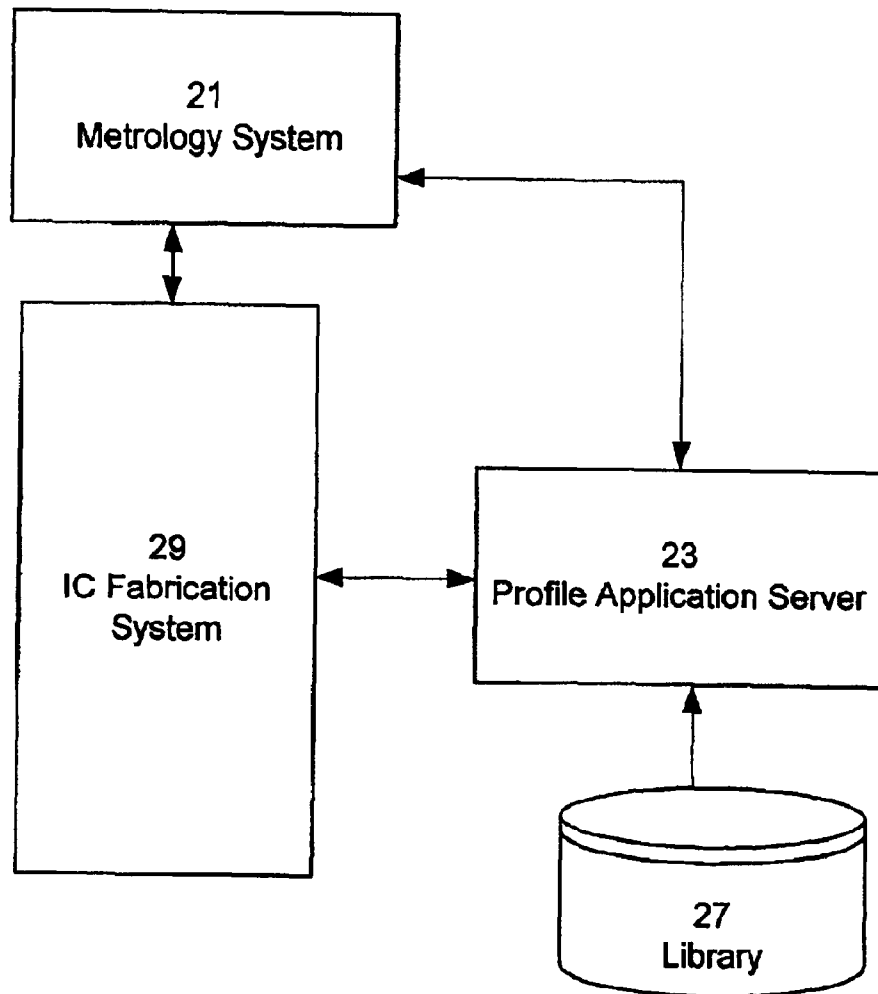 21
Metrology System
29
IC Fabrication
System
23
Profile Application Server
27
Library